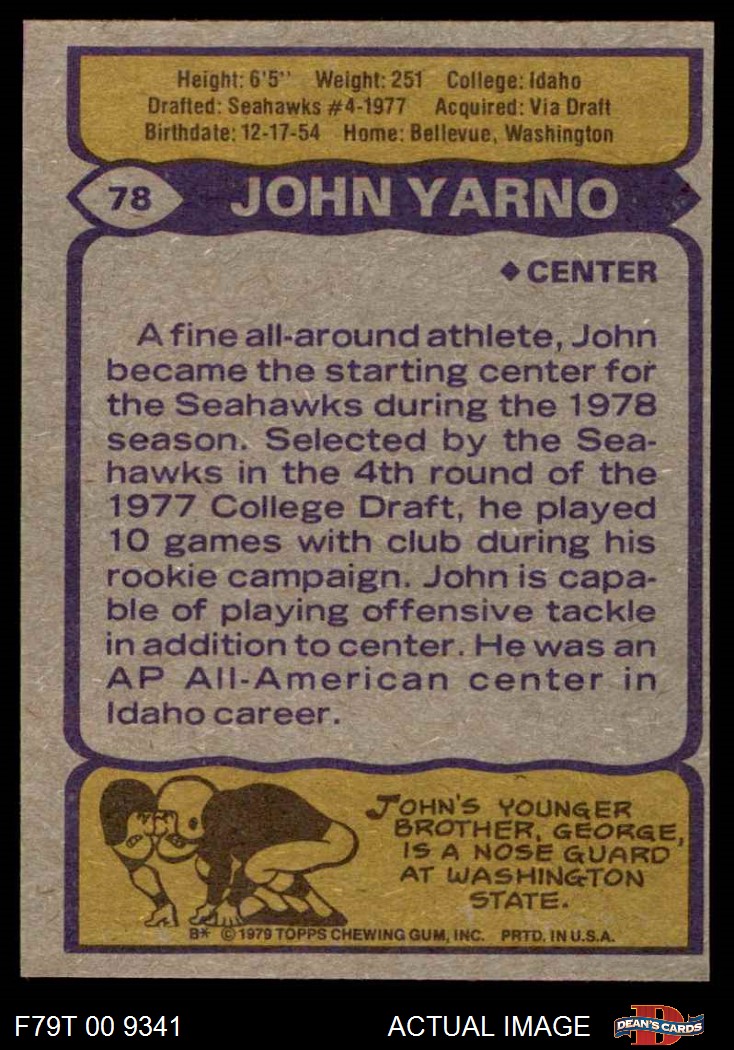 Height: 6'5" Weight: 251 College: Idaho
Drafted: Seahawks #4-1977 Acquired: Via Draft
Birthdate: 12-17-54 Home: Bellevue, Washington
78 JOHN YARNO
◆ CENTER
A fine all-around athlete, John
became the starting center for
the Seahawks during the 1978
season. Selected by the Sea-
hawks in the 4th round of the
1977 College Draft, he played
10 games with club during his
rookie campaign. John is capa-
ble of playing offensive tackle
in addition to center. He was an
AP All-American center in
Idaho career.
JOHN'S YOUNGER
BROTHER, GEORGE,
IS A NOSE GUARD
AT WASHINGTON
STATE.
B* © 1979 TOPPS CHEWING GUM, INC. PRTD. IN U.S.A.
F79T 00 9341 ACTUAL IMAGE D DEAN'S CARDS